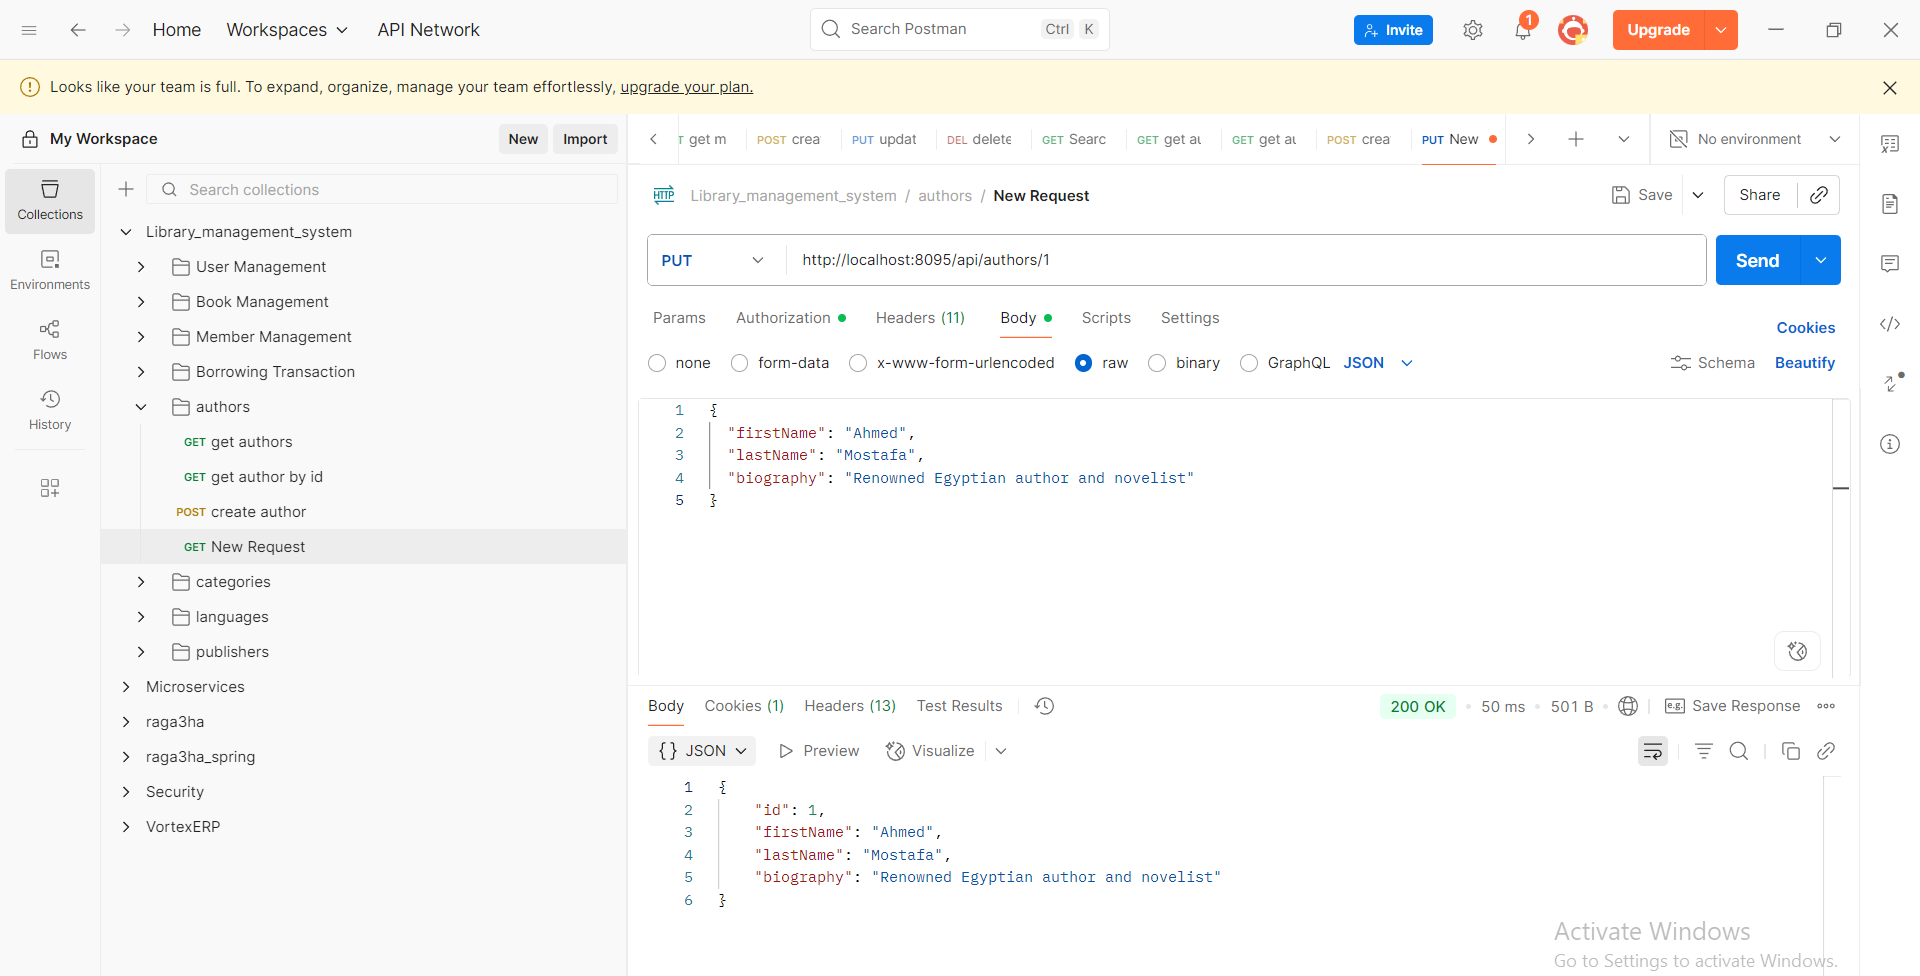 Home
Workspaces
API Network
Search Postman
Ctrl K
Invite
1
Upgrade
Looks like your team is full. To expand, organize, manage your team effortlessly, upgrade your plan.
My Workspace
New
Import
get m
POST crea
PUT updat
DEL delete
GET Searc
GET get au
GET get au
POST crea
PUT New
No environment
Collections
Environments
Flows
History
Search collections
Library_management_system
User Management
Book Management
Member Management
Borrowing Transaction
authors
GET get authors
GET get author by id
POST create author
GET New Request
categories
languages
publishers
Microservices
raga3ha
raga3ha_spring
Security
VortexERP
HTTP Library_management_system / authors / New Request
Save
Share
PUT
http://localhost:8095/api/authors/1
Send
Params
Authorization
Headers (11)
Body
Scripts
Settings
Cookies
none
form-data
x-www-form-urlencoded
raw
binary
GraphQL
JSON
Schema
Beautify
1 {
2 "firstName": "Ahmed",
3 "lastName": "Mostafa",
4 "biography": "Renowned Egyptian author and novelist"
5 }
Body
Cookies (1)
Headers (13)
Test Results
200 OK
50 ms
501 B
e.g. Save Response
{} JSON
Preview
Visualize
1 {
2 "id": 1,
3 "firstName": "Ahmed",
4 "lastName": "Mostafa",
5 "biography": "Renowned Egyptian author and novelist"
6 }
Activate Windows
Go to Settings to activate Windows.